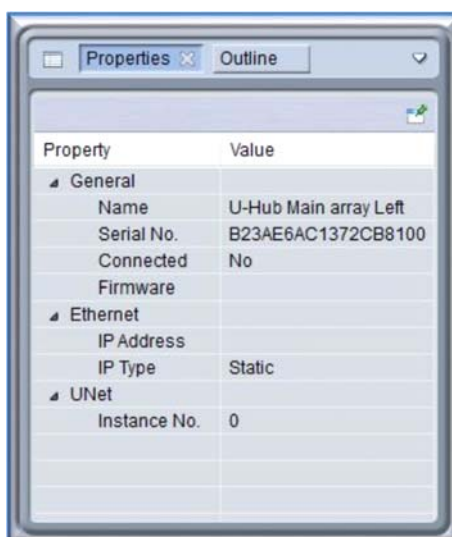 Properties Outline
Property Value
General
Name U-Hub Main array Left
Serial No. B23AE6AC1372CB8100
Connected No
Firmware
Ethernet
IP Address
IP Type Static
UNet
Instance No. 0